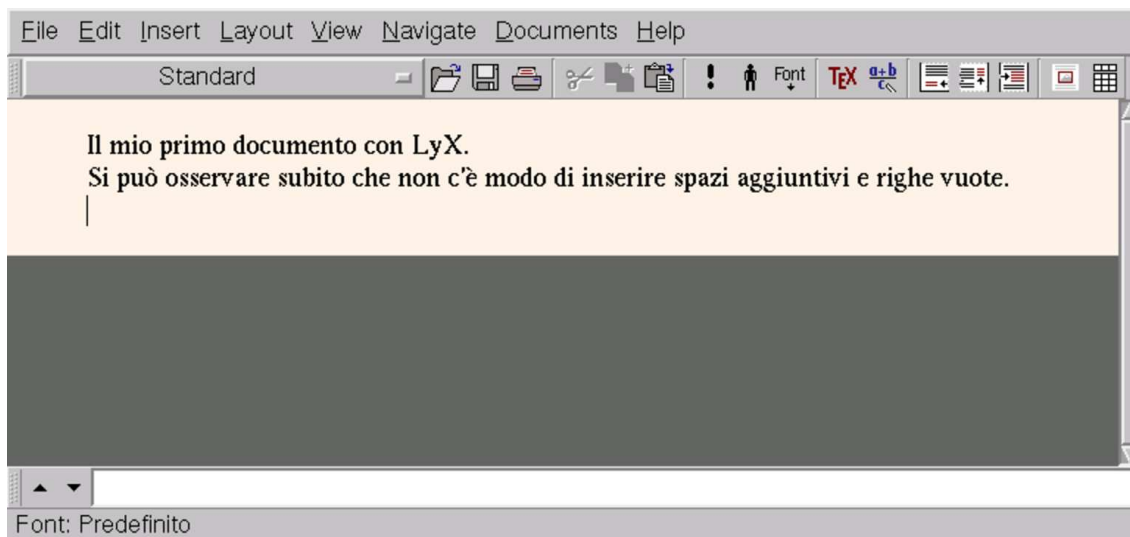 File Edit Insert Layout View Navigate Documents Help
Standard Font TEX a+b c
Il mio primo documento con LyX.
Si può osservare subito che non c'è modo di inserire spazi aggiuntivi e righe vuote.
Font: Predefinito